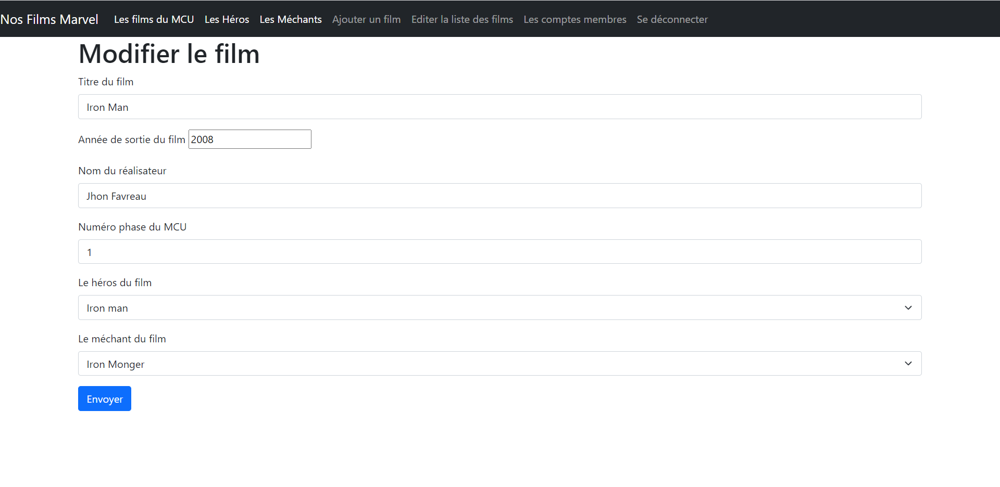 Nos Films Marvel Les films du MCU Les Héros Les Méchants Ajouter un film Editer la liste des films Les comptes membres Se déconnecter
Modifier le film
Titre du film
Iron Man
Année de sortie du film 2008
Nom du réalisateur
Jhon Favreau
Numéro phase du MCU
1
Le héros du film
Iron man
Le méchant du film
Iron Monger
Envoyer